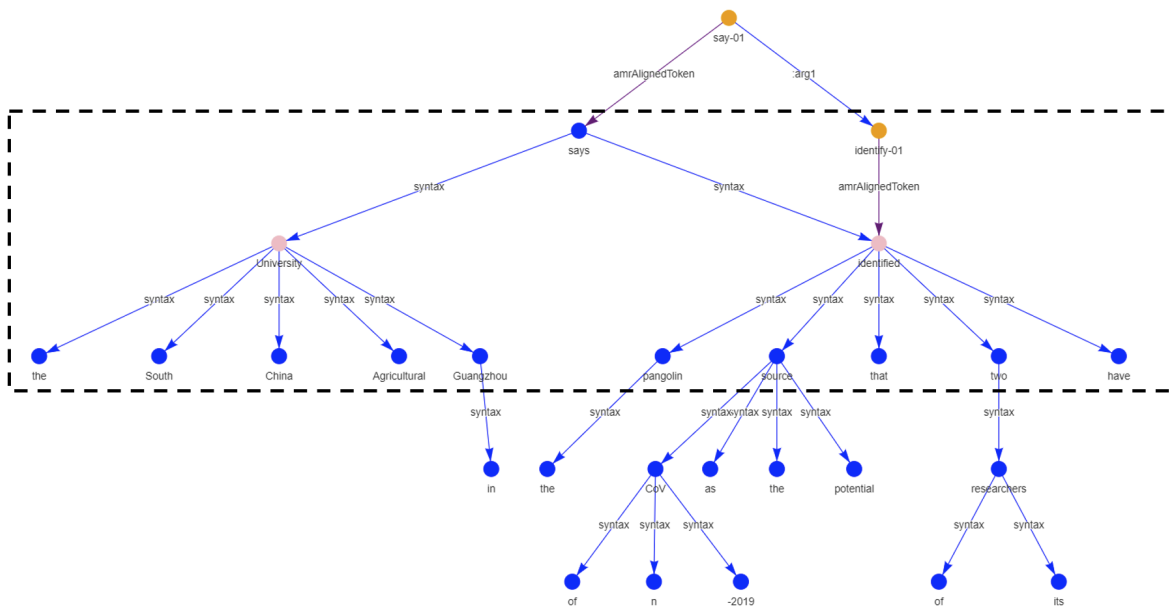 say-01
amrAlignedToken :arg1
says identify-01
syntax syntax amrAlignedToken
University identified
syntax syntax syntax syntax syntax syntax syntax syntax syntax syntax
the South China Agricultural Guangzhou pangolin source that two have
syntax syntax syntax syntax syntax syntax syntax
in the CoV as the potential researchers
syntax syntax syntax syntax syntax
of n -2019 of its